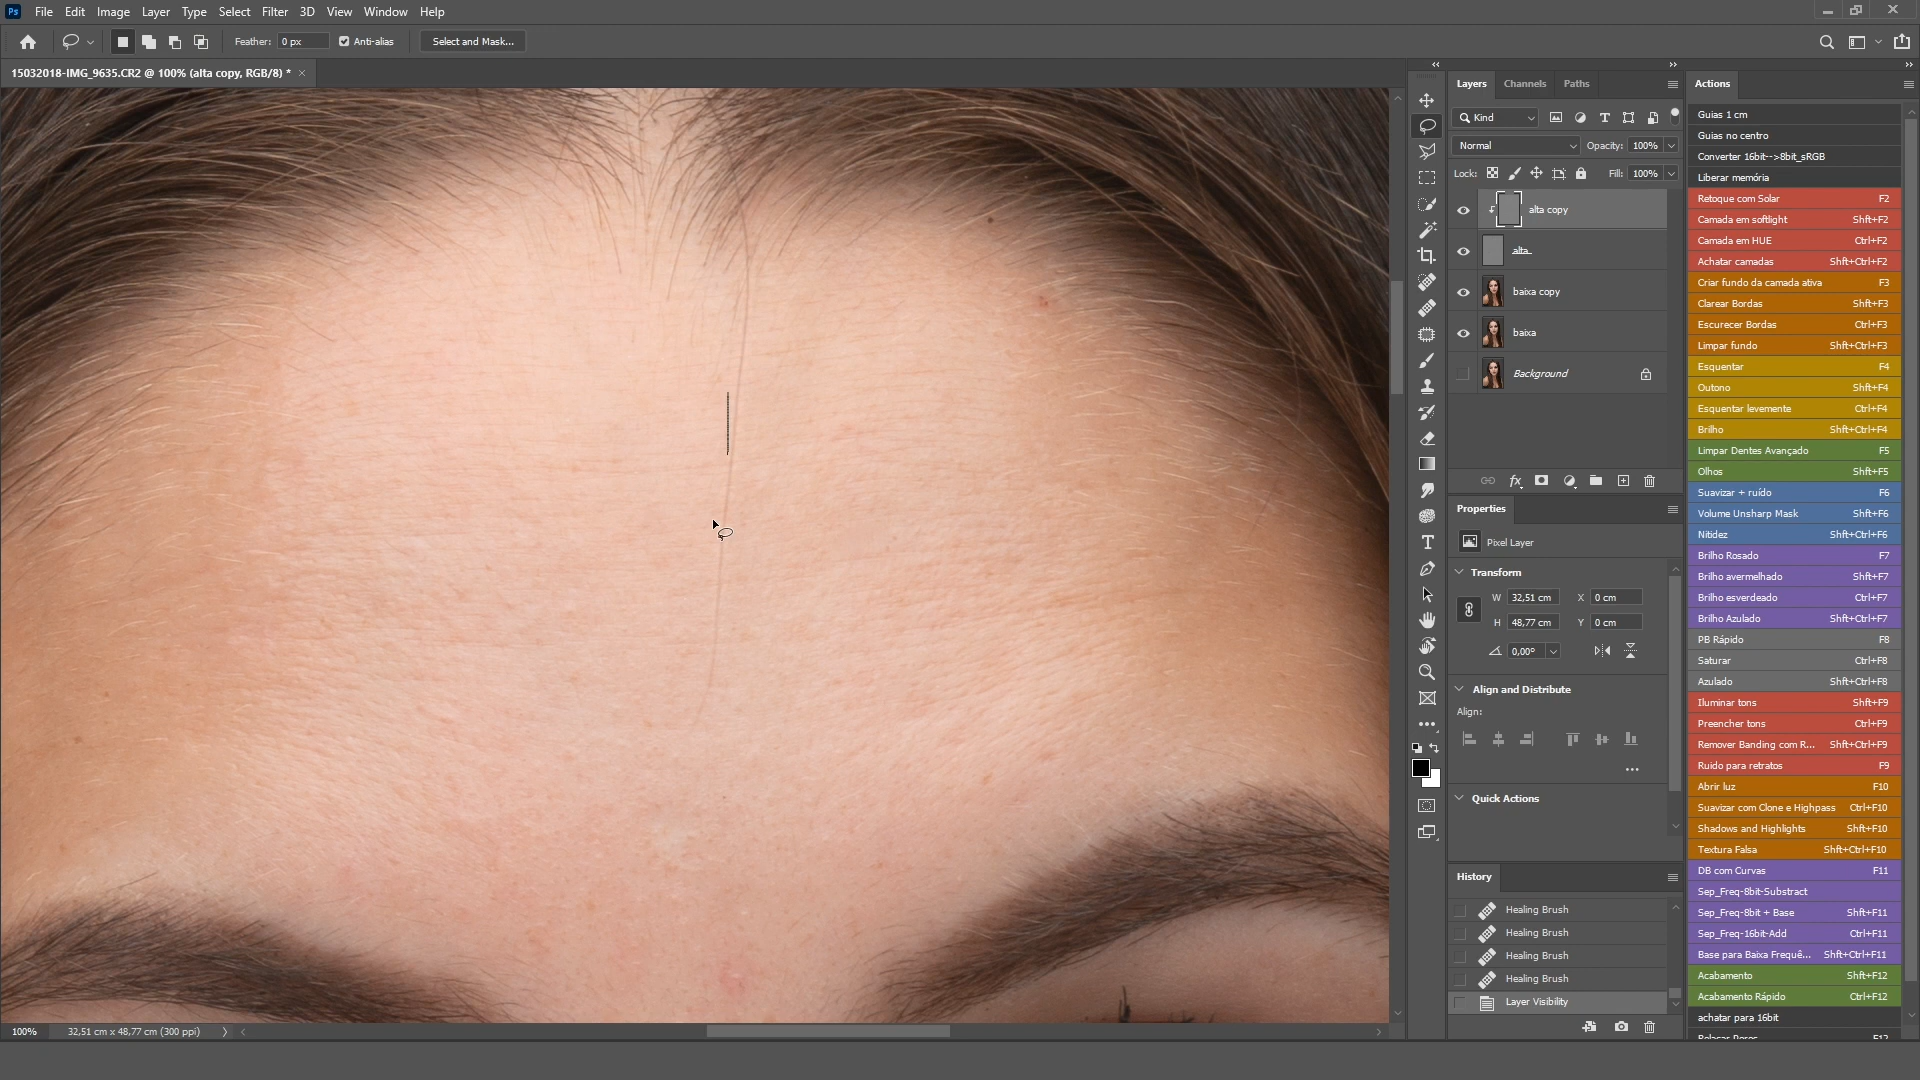 Ps File Edit Image Layer Type Select Filter 3D View Window Help
Feather: 0 px Anti-alias Select and Mask...
15032018-IMG_9635.CR2 @ 100% (alta copy, RGB/8) * ×
Layers Channels Paths
Kind
Normal Opacity: 100%
Lock: Fill: 100%
alta copy
alta
baixa copy
baixa
Background
fx
Properties
Pixel Layer
Transform
W 32,51 cm X 0 cm
H 48,77 cm Y 0 cm
0,00°
Align and Distribute
Align:
Quick Actions
History
Healing Brush
Healing Brush
Healing Brush
Healing Brush
Layer Visibility
Actions
Guias 1 cm
Guias no centro
Converter 16bit-->8bit_sRGB
Liberar memória
Retoque com Solar F2
Camada em softlight Shft+F2
Camada em HUE Ctrl+F2
Achatar camadas Shft+Ctrl+F2
Criar fundo da camada ativa F3
Clarear Bordas Shft+F3
Escurecer Bordas Ctrl+F3
Limpar fundo Shft+Ctrl+F3
Esquentar F4
Outono Shft+F4
Esquentar levemente Ctrl+F4
Brilho Shft+Ctrl+F4
Limpar Dentes Avançado F5
Olhos Shft+F5
Suavizar + ruído F6
Volume Unsharp Mask Shft+F6
Nitidez Shft+Ctrl+F6
Brilho Rosado F7
Brilho avermelhado Shft+F7
Brilho esverdeado Ctrl+F7
Brilho Azulado Shft+Ctrl+F7
PB Rápido F8
Saturar Ctrl+F8
Azulado Shft+Ctrl+F8
Iluminar tons Shft+F9
Preencher tons Ctrl+F9
Remover Banding com R... Shft+Ctrl+F9
Ruido para retratos F9
Abrir luz F10
Suavizar com Clone e Highpass Ctrl+F10
Shadows and Highlights Shft+F10
Textura Falsa Shft+Ctrl+F10
DB com Curvas F11
Sep_Freq-8bit-Substract
Sep_Freq-8bit + Base Shft+F11
Sep_Freq-16bit-Add Ctrl+F11
Base para Baixa Frequê... Shft+Ctrl+F11
Acabamento Shft+F12
Acabamento Rápido Ctrl+F12
achatar para 16bit
100% 32,51 cm x 48,77 cm (300 ppi)